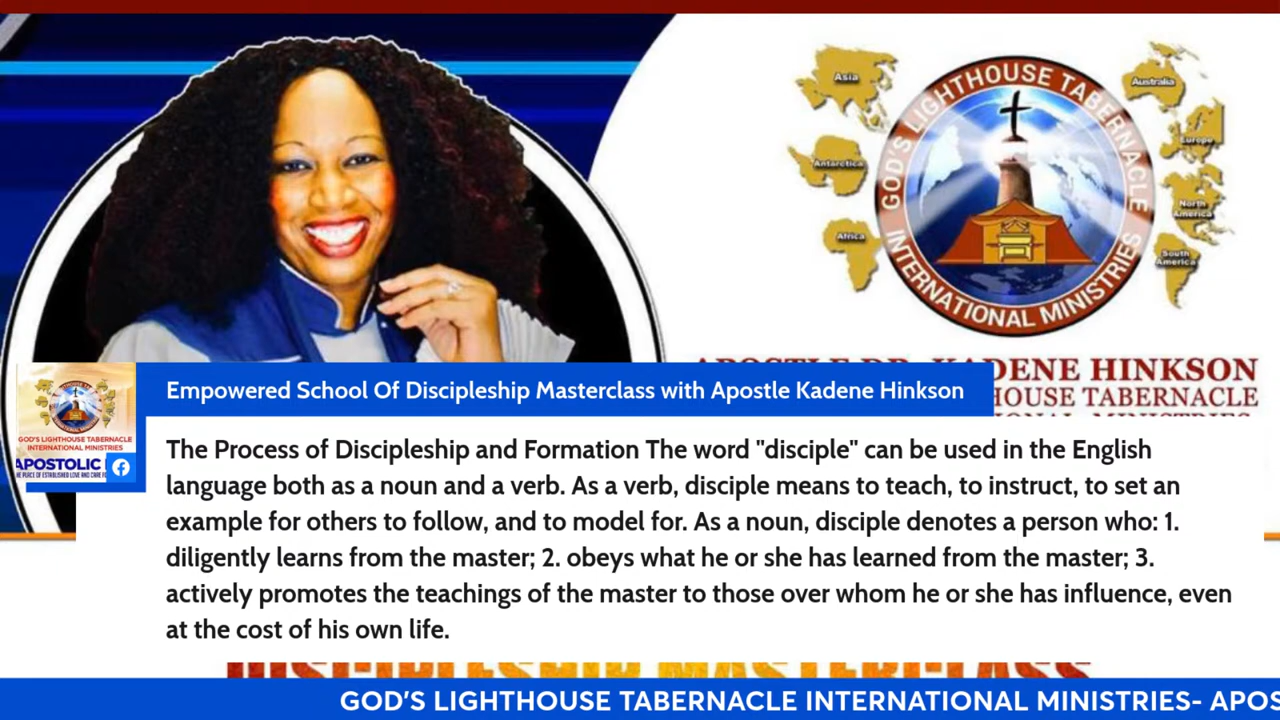 Asia
Australia
Antarctica
Europe
North
America
Africa
South
America
GOD'S LIGHTHOUSE TABERNACLE
INTERNATIONAL MINISTRIES
DENE HINKSON
HOUSE TABERNACLE
Empowered School Of Discipleship Masterclass with Apostle Kadene Hinkson
GOD'S LIGHTHOUSE TABERNACLE
INTERNATIONAL MINISTRIES
APOSTOLIC
The Process of Discipleship and Formation The word "disciple" can be used in the English
language both as a noun and a verb. As a verb, disciple means to teach, to instruct, to set an
example for others to follow, and to model for. As a noun, disciple denotes a person who: 1.
diligently learns from the master; 2. obeys what he or she has learned from the master; 3.
actively promotes the teachings of the master to those over whom he or she has influence, even
at the cost of his own life.
DISCIPLESHIP MASTERCLASS
GOD'S LIGHTHOUSE TABERNACLE INTERNATIONAL MINISTRIES- APOS